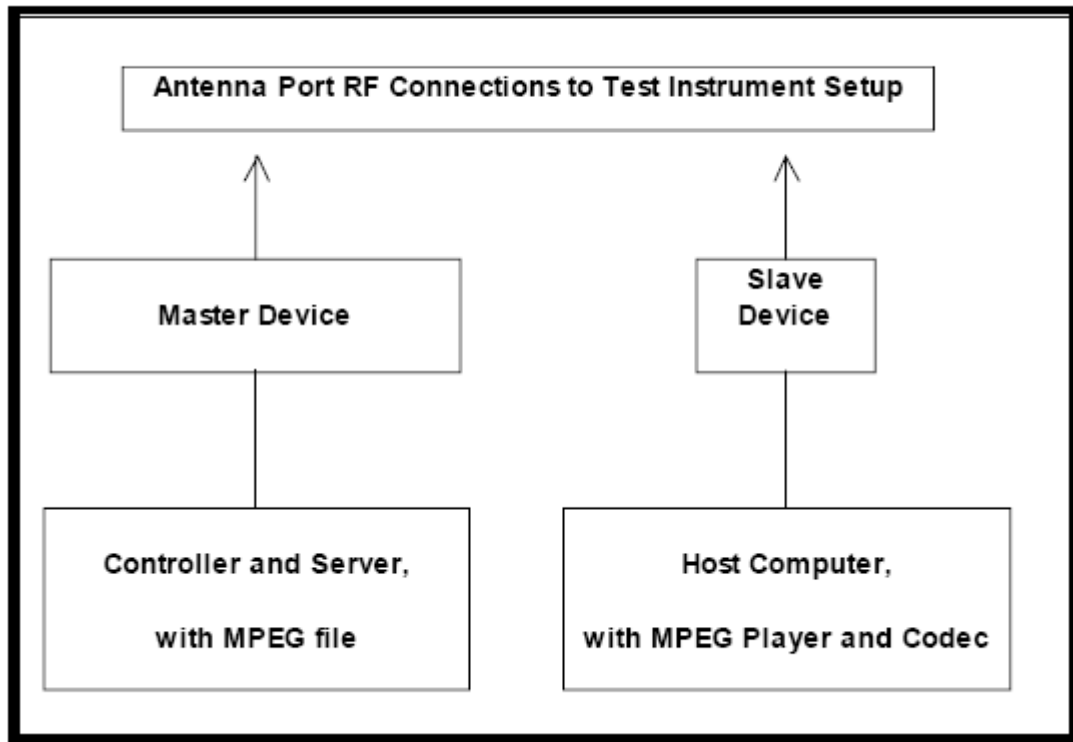 Antenna Port RF Connections to Test Instrument Setup
Master Device
Slave
Device
Controller and Server,
with MPEG file
Host Computer,
with MPEG Player and Codec